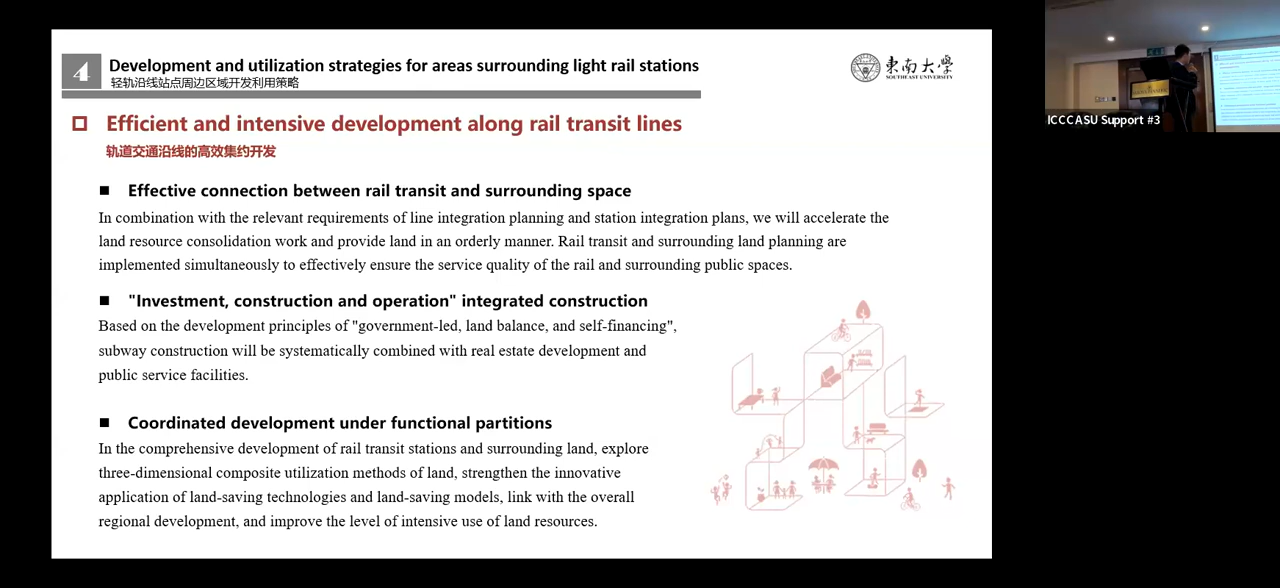 4
Development and utilization strategies for areas surrounding light rail stations
轻轨沿线站点周边区域开发利用策略
東南大學
SOUTHEAST UNIVERSITY
Efficient and intensive development along rail transit lines
轨道交通沿线的高效集约开发
Effective connection between rail transit and surrounding space
In combination with the relevant requirements of line integration planning and station integration plans, we will accelerate the
land resource consolidation work and provide land in an orderly manner. Rail transit and surrounding land planning are
implemented simultaneously to effectively ensure the service quality of the rail and surrounding public spaces.
"Investment, construction and operation" integrated construction
Based on the development principles of "government-led, land balance, and self-financing",
subway construction will be systematically combined with real estate development and
public service facilities.
Coordinated development under functional partitions
In the comprehensive development of rail transit stations and surrounding land, explore
three-dimensional composite utilization methods of land, strengthen the innovative
application of land-saving technologies and land-saving models, link with the overall
regional development, and improve the level of intensive use of land resources.
ICCCASU Support #3